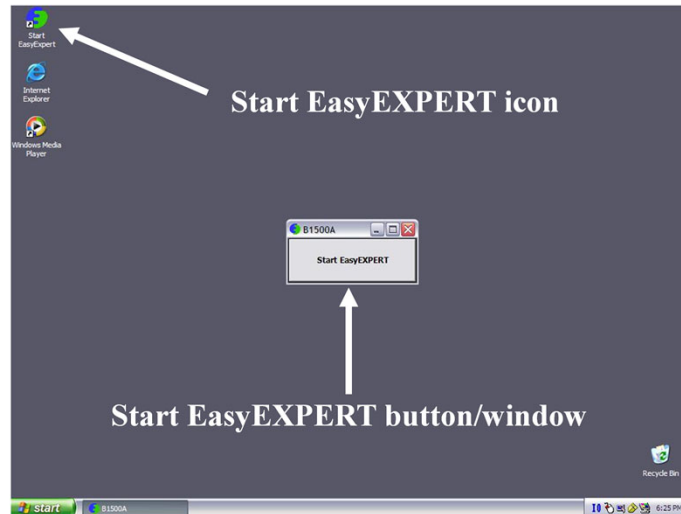 Start
EasyExpert
Start EasyEXPERT icon
Internet
Explorer
Windows Media
Player
B1500A
Start EasyEXPERT
Start EasyEXPERT button/window
Recycle Bin
start
B1500A
6:25 PM